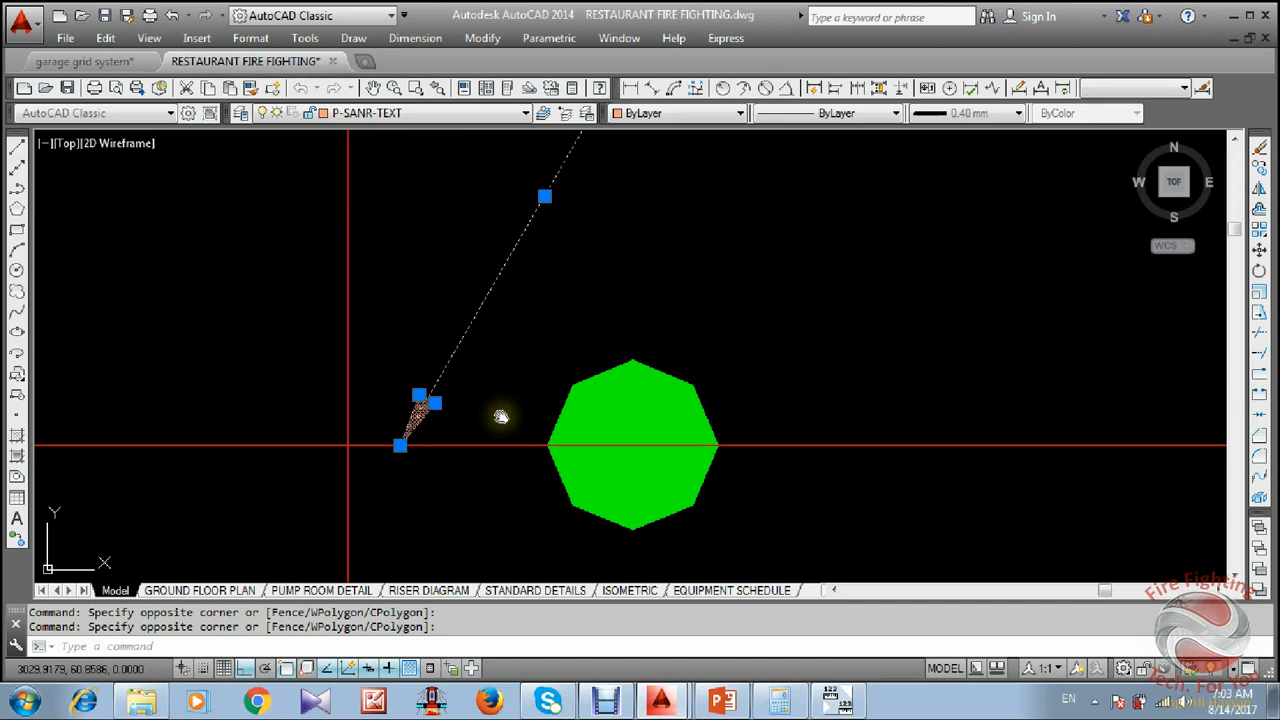 AutoCAD Classic
Autodesk AutoCAD 2014 RESTAURANT FIRE FIGHTING.dwg
Type a keyword or phrase
Sign In
File Edit View Insert Format Tools Draw Dimension Modify Parametric Window Help Express
garage grid system*
RESTAURANT FIRE FIGHTING*
AutoCAD Classic
P-SANR-TEXT
ByLayer
ByLayer
0.40 mm
ByColor
[−][Top][2D Wireframe]
N
W TOP E
S
WCS
Y
X
Model GROUND FLOOR PLAN PUMP ROOM DETAIL RISER DIAGRAM STANDARD DETAILS ISOMETRIC EQUIPMENT SCHEDULE
Command: Specify opposite corner or [Fence/WPolygon/CPolygon]:
Command: Specify opposite corner or [Fence/WPolygon/CPolygon]:
Type a command
3029.9179, 60.8586, 0.0000
MODEL
1:1
Fire Fighting
Tech. For You
EN
7:03 AM
8/14/2017